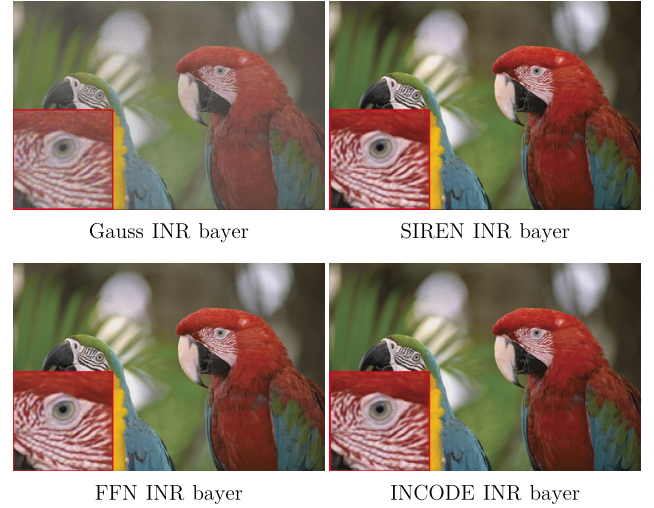 Gauss INR bayer
SIREN INR bayer
FFN INR bayer
INCODE INR bayer